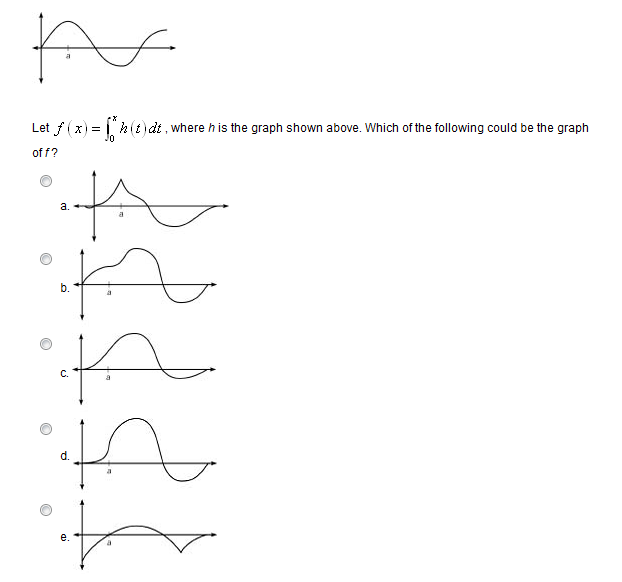 a
Let f(x) = ∫₀ˣ h(t)dt, where h is the graph shown above. Which of the following could be the graph
of f?
a.
a
b.
a
c.
a
d.
a
e.
a